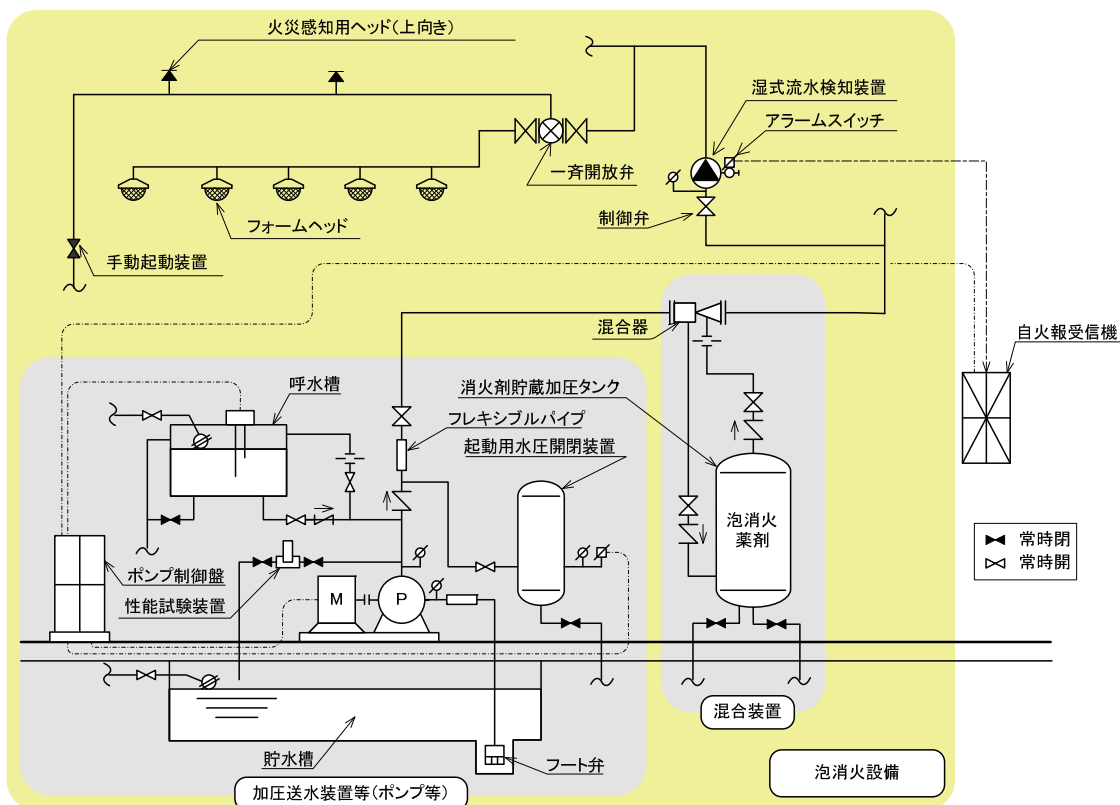 火災感知用ヘッド(上向き)
湿式流水検知装置
アラームスイッチ
一斉開放弁
制御弁
フォームヘッド
手動起動装置
混合器
自火報受信機
呼水槽
消火剤貯蔵加圧タンク
フレキシブルパイプ
起動用水圧開閉装置
泡消火
薬剤
常時閉
常時開
ポンプ制御盤
性能試験装置
M
P
混合装置
貯水槽
フート弁
泡消火設備
加圧送水装置等(ポンプ等)